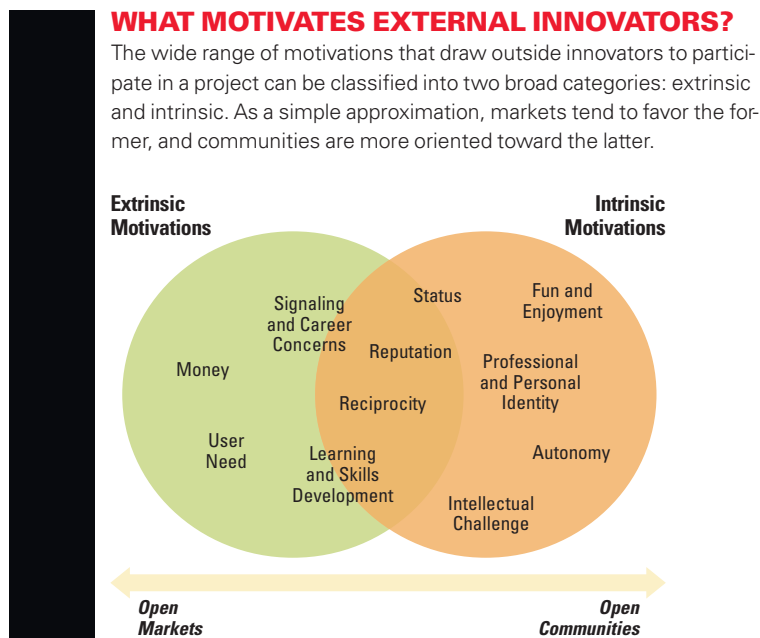 WHAT MOTIVATES EXTERNAL INNOVATORS?
The wide range of motivations that draw outside innovators to partici-
pate in a project can be classified into two broad categories: extrinsic
and intrinsic. As a simple approximation, markets tend to favor the for-
mer, and communities are more oriented toward the latter.
Extrinsic
Motivations
Intrinsic
Motivations
Signaling
and Career
Concerns
Status
Fun and
Enjoyment
Money
Reputation
Professional
and Personal
Identity
Reciprocity
User
Need
Learning
and Skills
Development
Autonomy
Intellectual
Challenge
Open
Markets
Open
Communities